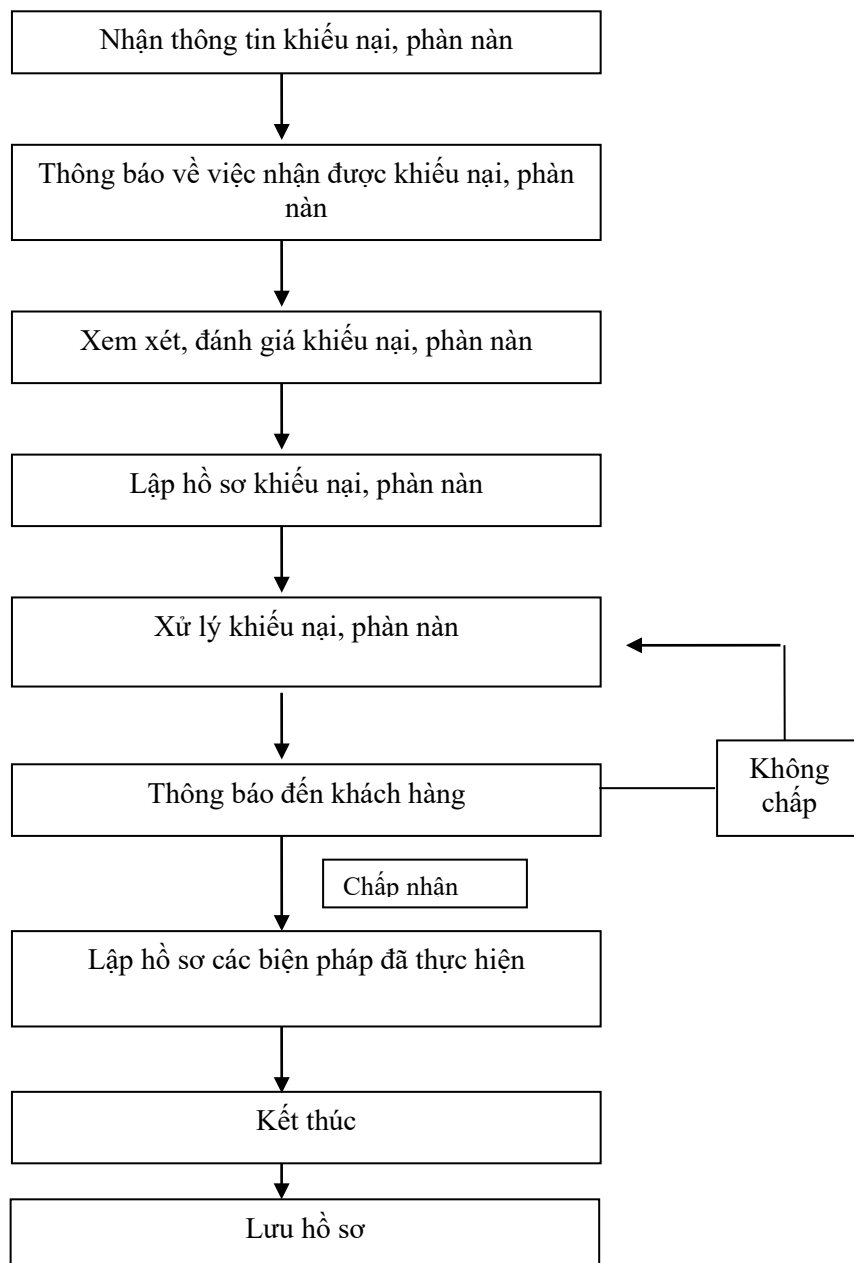 Nhận thông tin khiếu nại, phàn nàn
Thông báo về việc nhận được khiếu nại, phàn
nàn
Xem xét, đánh giá khiếu nại, phàn nàn
Lập hồ sơ khiếu nại, phàn nàn
Xử lý khiếu nại, phàn nàn
Thông báo đến khách hàng
Không
chấp
Chấp nhận
Lập hồ sơ các biện pháp đã thực hiện
Kết thúc
Lưu hồ sơ